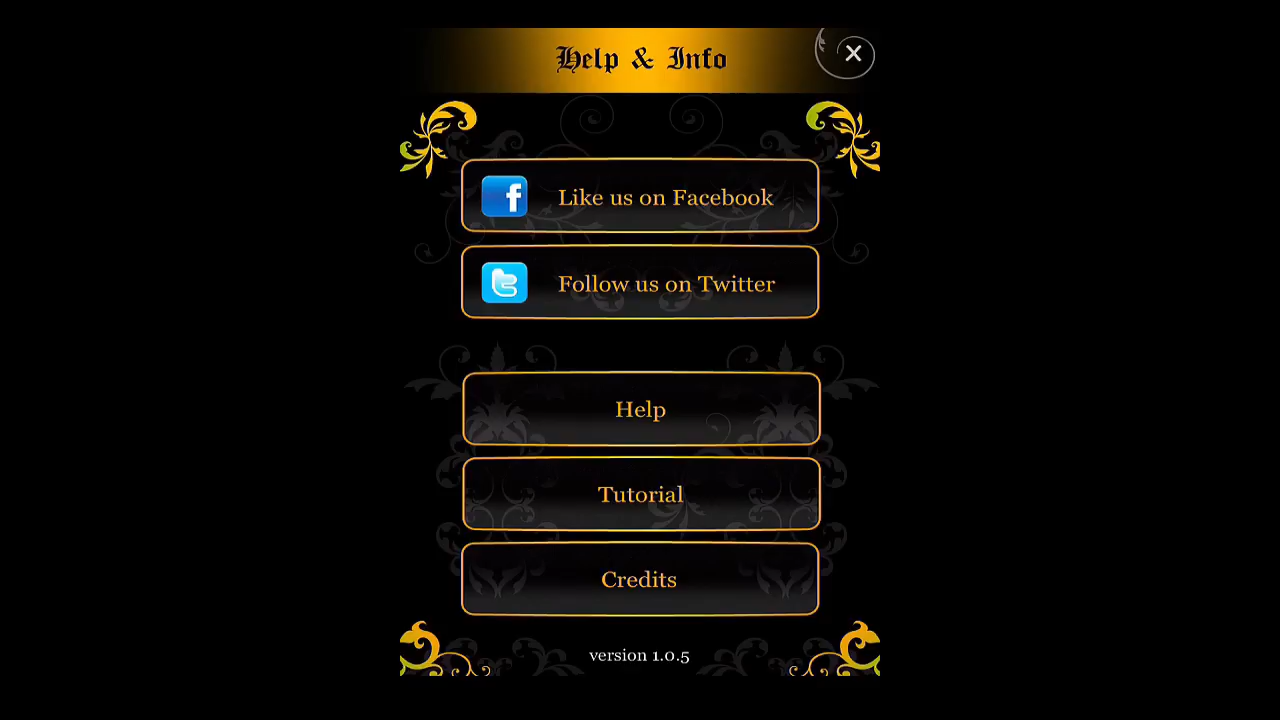 Help & Info
Like us on Facebook
Follow us on Twitter
Help
Tutorial
Credits
version 1.0.5